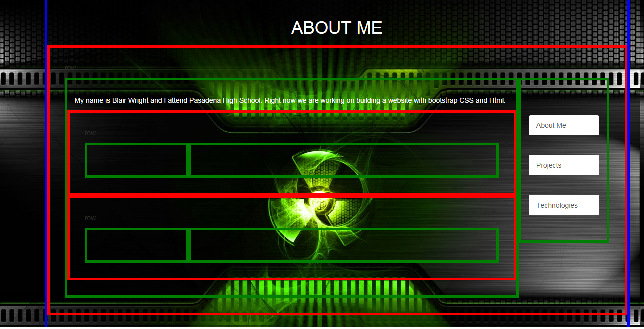 ABOUT ME
row
My name is Blair Wright and I attend Pasadena High School. Right now we are working on building a website with bootstrap CSS and Html.
About Me
row
Projects
Technologies
row